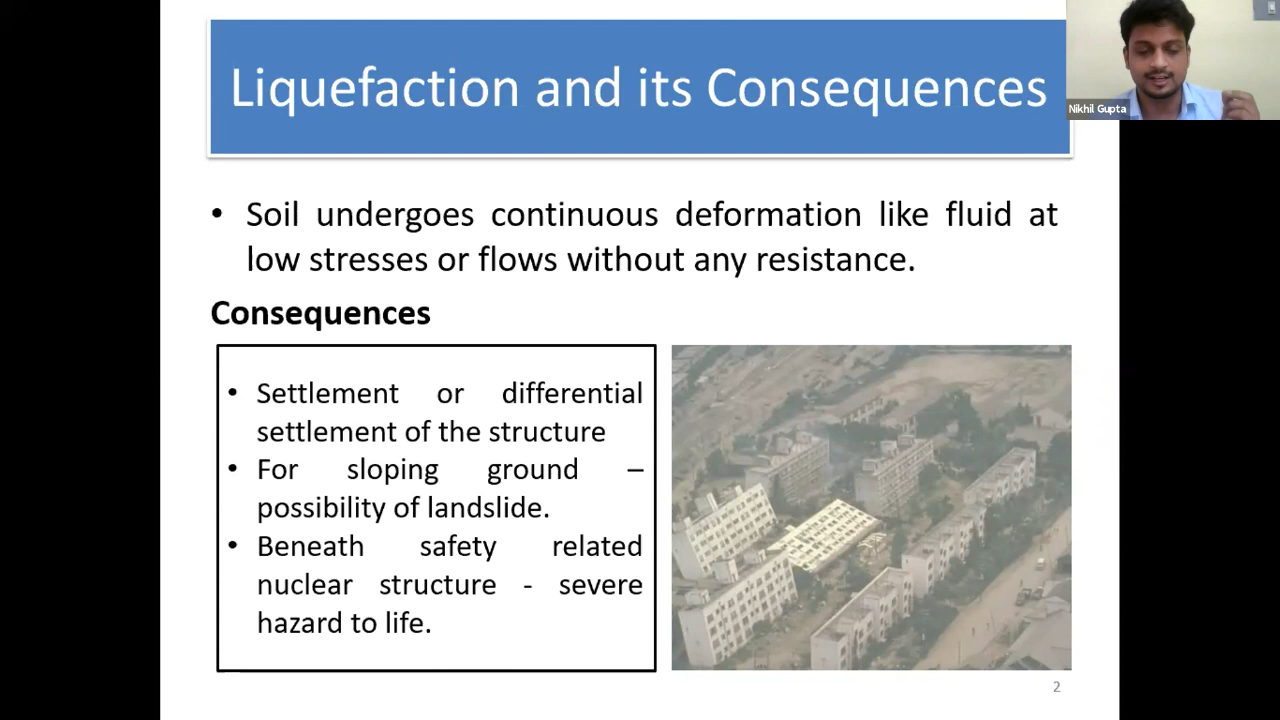 Liquefaction and its Consequences
Nikhil Gupta
• Soil undergoes continuous deformation like fluid at
low stresses or flows without any resistance.
Consequences
• Settlement or differential
settlement of the structure
• For sloping ground –
possibility of landslide.
• Beneath safety related
nuclear structure - severe
hazard to life.
2